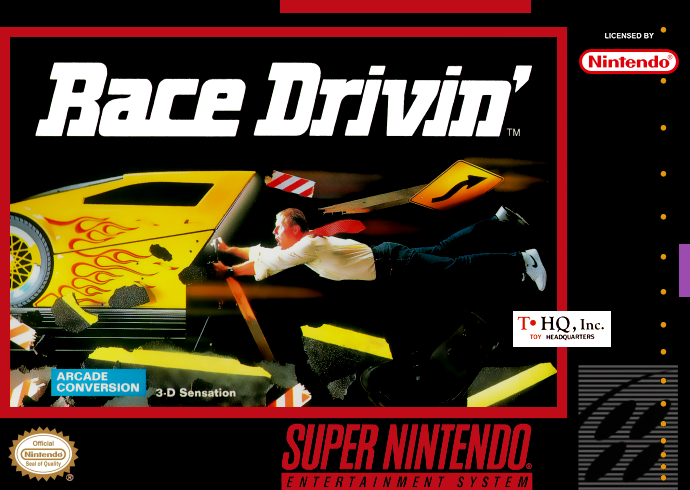 LICENSED BY
Nintendo®
Race Drivin'™
T•HQ, Inc.
TOY HEADQUARTERS
ARCADE
CONVERSION
3-D Sensation
Official
Nintendo
Seal of Quality
®
SUPER NINTENDO®
ENTERTAINMENT SYSTEM